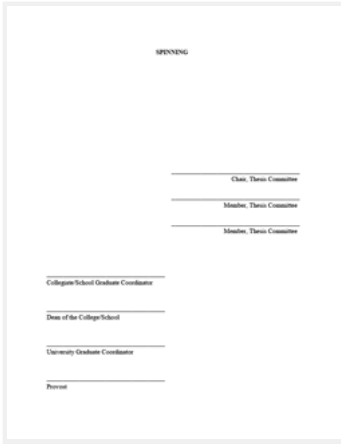 SPINNING
Chair, Thesis Committee
Member, Thesis Committee
Member, Thesis Committee
Collegiate/School Graduate Coordinator
Dean of the College/School
University Graduate Coordinator
Provost